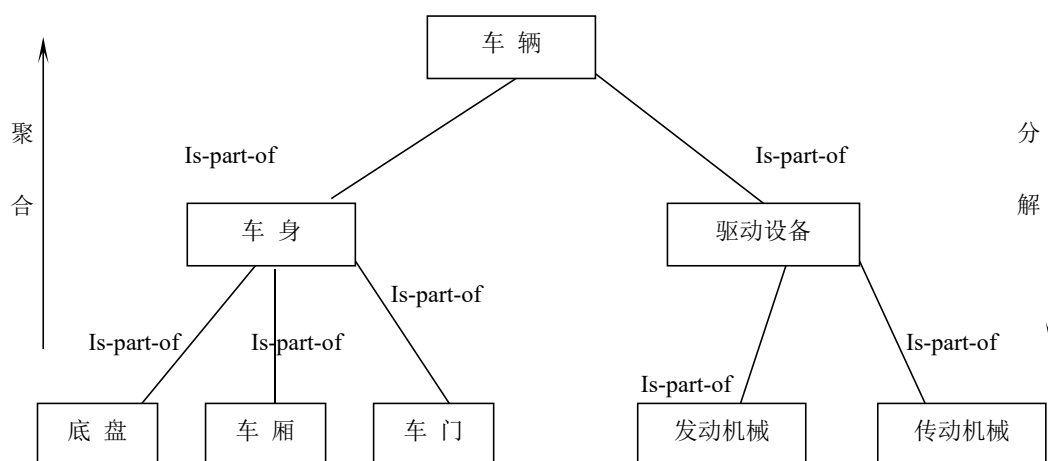 车 辆
聚
分
Is-part-of
Is-part-of
合
解
车 身
驱动设备
Is-part-of
Is-part-of
Is-part-of
Is-part-of
Is-part-of
底 盘
车 厢
车 门
发动机械
传动机械